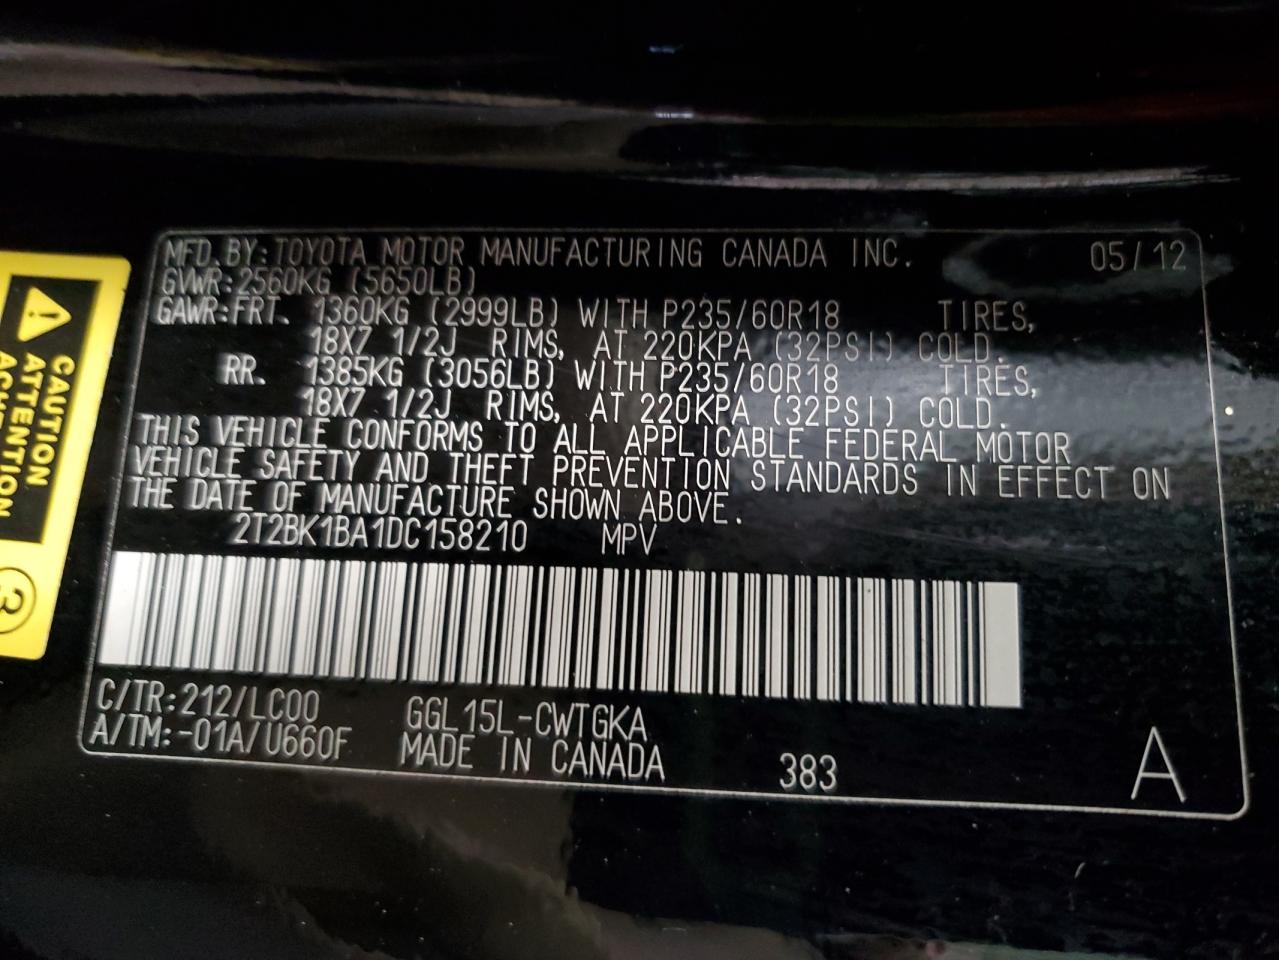 MFD.BY:TOYOTA MOTOR MANUFACTURING CANADA INC. 05/12
GVWR:2560KG (5650LB)
GAWR:FRT. 1360KG (2999LB) WITH P235/60R18 TIRES,
18X7 1/2J RIMS, AT 220KPA (32PSI) COLD.
RR. 1385KG (3056LB) WITH P235/60R18 TIRES,
18X7 1/2J RIMS, AT 220KPA (32PSI) COLD.
THIS VEHICLE CONFORMS TO ALL APPLICABLE FEDERAL MOTOR
VEHICLE SAFETY AND THEFT PREVENTION STANDARDS IN EFFECT ON
THE DATE OF MANUFACTURE SHOWN ABOVE.
2T2BK1BA1DC158210 MPV
C/TR:212/LC00 GGL15L-CWTGKA
A/TM:-01A/U660F MADE IN CANADA 383 A
CAUTION
ATTENTION
3